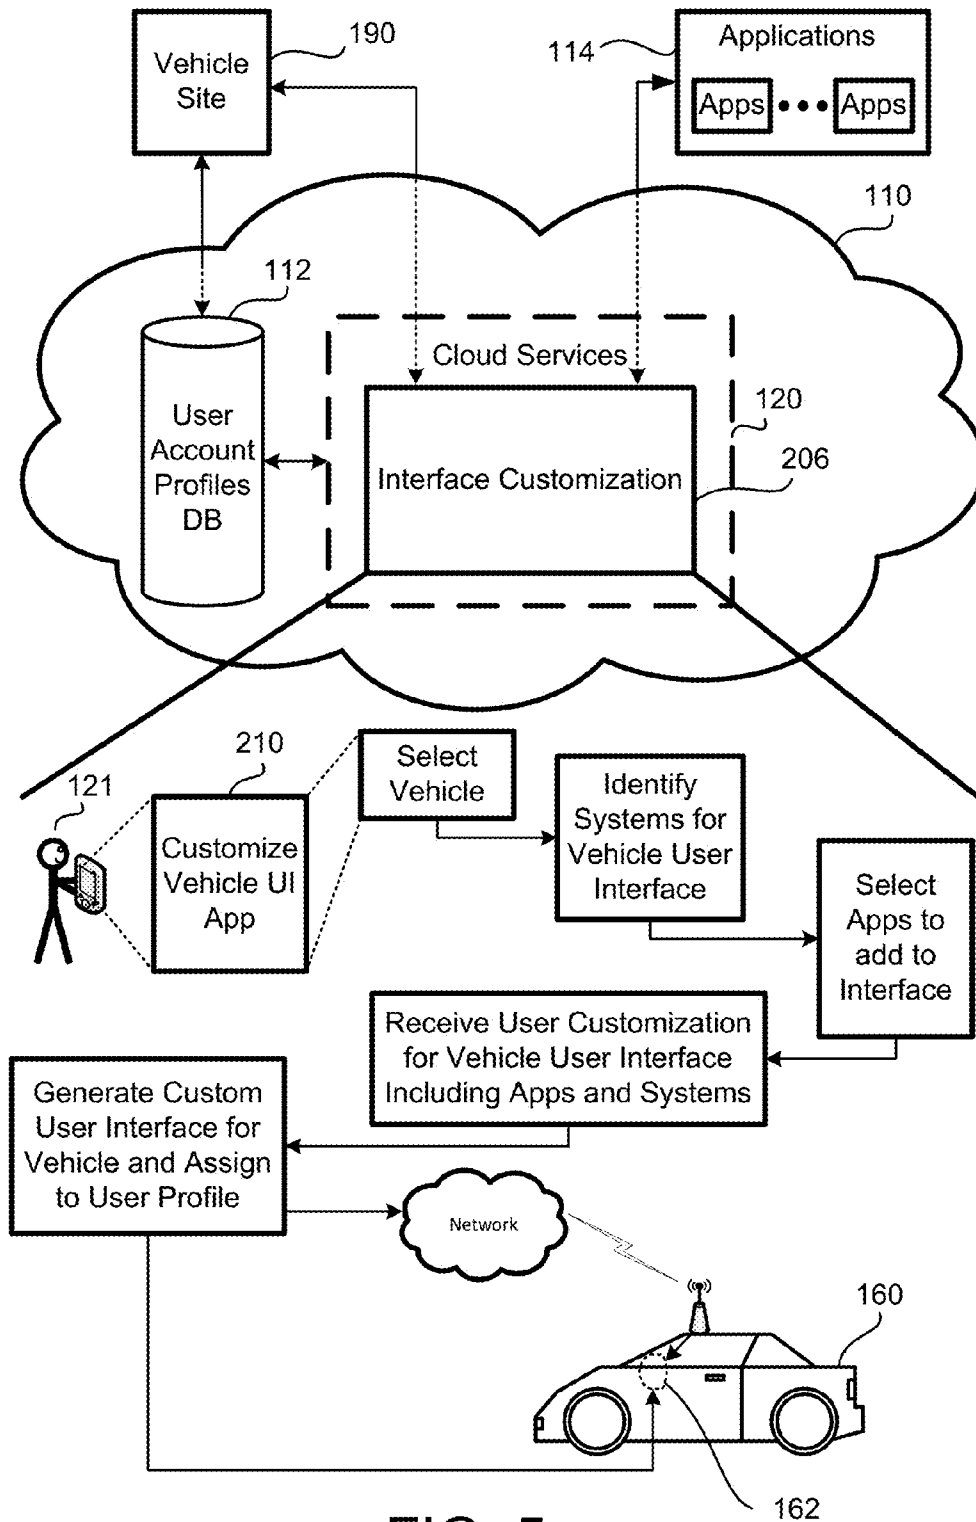 190
Vehicle
Site
114
Applications
Apps
Apps
110
112
Cloud Services
120
User
Account
Profiles
DB
Interface Customization
206
210
Select
Vehicle
121
Customize
Vehicle UI
App
Identify
Systems for
Vehicle User
Interface
Select
Apps to
add to
Interface
Receive User Customization
for Vehicle User Interface
Including Apps and Systems
Generate Custom
User Interface for
Vehicle and Assign
to User Profile
Network
160
162